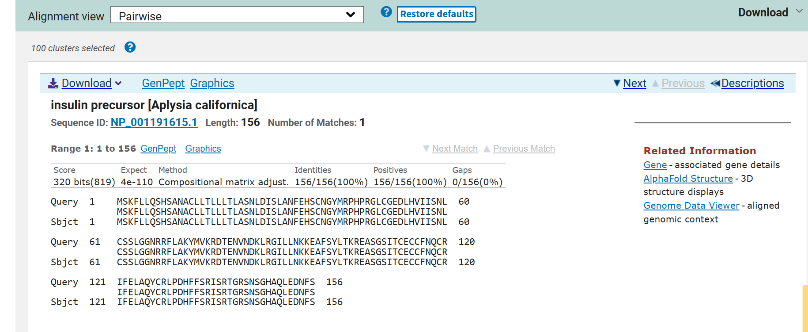 Alignment view Pairwise ? Restore defaults Download
100 clusters selected ?
Download GenPept Graphics Next Previous Descriptions
insulin precursor [Aplysia californica]
Sequence ID: NP_001191615.1 Length: 156 Number of Matches: 1
Range 1: 1 to 156 GenPept Graphics Next Match Previous Match
Score Expect Method Identities Positives Gaps
320 bits(819) 4e-110 Compositional matrix adjust. 156/156(100%) 156/156(100%) 0/156(0%)
Query 1 MSKFLLQSHSANACLLTLLLTLASNLDISLANFEHSCNGYMRPHPRGLCGEDLHVIISNL 60
MSKFLLQSHSANACLLTLLLTLASNLDISLANFEHSCNGYMRPHPRGLCGEDLHVIISNL
Sbjct 1 MSKFLLQSHSANACLLTLLLTLASNLDISLANFEHSCNGYMRPHPRGLCGEDLHVIISNL 60
Query 61 CSSLGGNRRFLAKYMVKRDTENVNDKLRGILLNKKEAFSYLTKREASGSITCECCFNQCR 120
CSSLGGNRRFLAKYMVKRDTENVNDKLRGILLNKKEAFSYLTKREASGSITCECCFNQCR
Sbjct 61 CSSLGGNRRFLAKYMVKRDTENVNDKLRGILLNKKEAFSYLTKREASGSITCECCFNQCR 120
Query 121 IFELAQYCRLPDHFFSRISRTGRSNSGHAQLEDNFS 156
IFELAQYCRLPDHFFSRISRTGRSNSGHAQLEDNFS
Sbjct 121 IFELAQYCRLPDHFFSRISRTGRSNSGHAQLEDNFS 156
Related Information
Gene - associated gene details
AlphaFold Structure - 3D
structure displays
Genome Data Viewer - aligned
genomic context